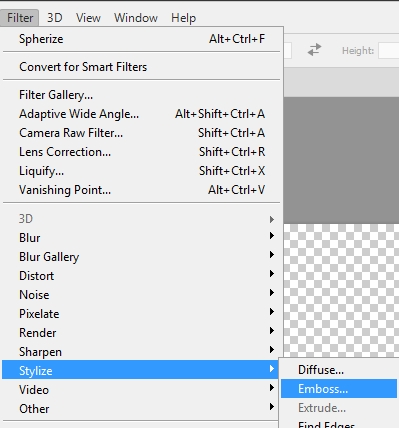 Filter 3D View Window Help
Spherize Alt+Ctrl+F
Height:
Convert for Smart Filters
Filter Gallery...
Adaptive Wide Angle... Alt+Shift+Ctrl+A
Camera Raw Filter... Shift+Ctrl+A
Lens Correction... Shift+Ctrl+R
Liquify... Shift+Ctrl+X
Vanishing Point... Alt+Ctrl+V
3D
Blur
Blur Gallery
Distort
Noise
Pixelate
Render
Sharpen
Stylize
Diffuse...
Video
Emboss...
Other
Extrude...
Find Edges